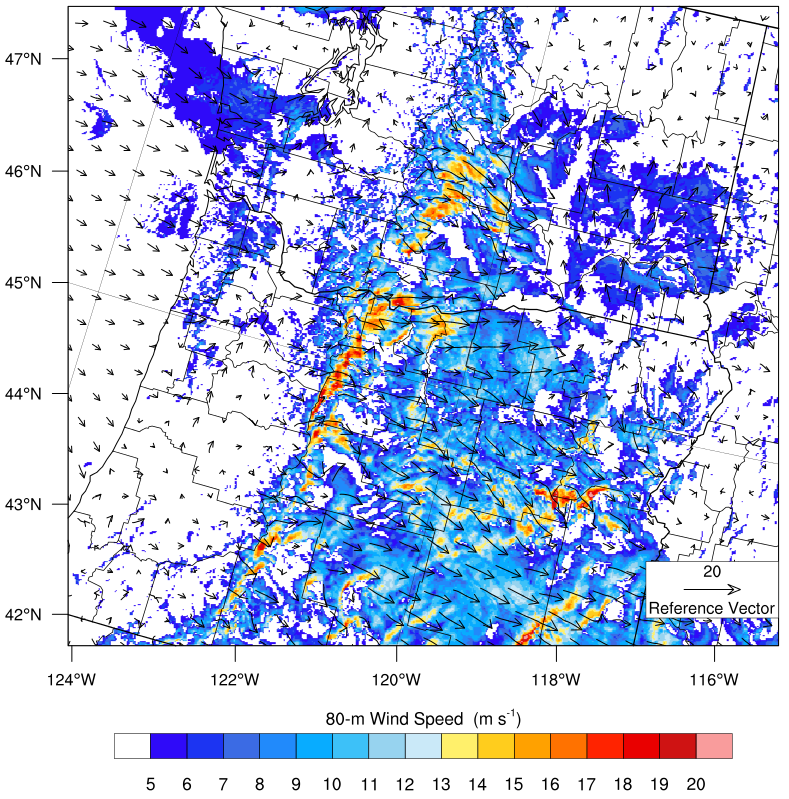 47°N
46°N
45°N
44°N
43°N
42°N
20
Reference Vector
124°W 122°W 120°W 118°W 116°W
80-m Wind Speed (m s-1)
5 6 7 8 9 10 11 12 13 14 15 16 17 18 19 20